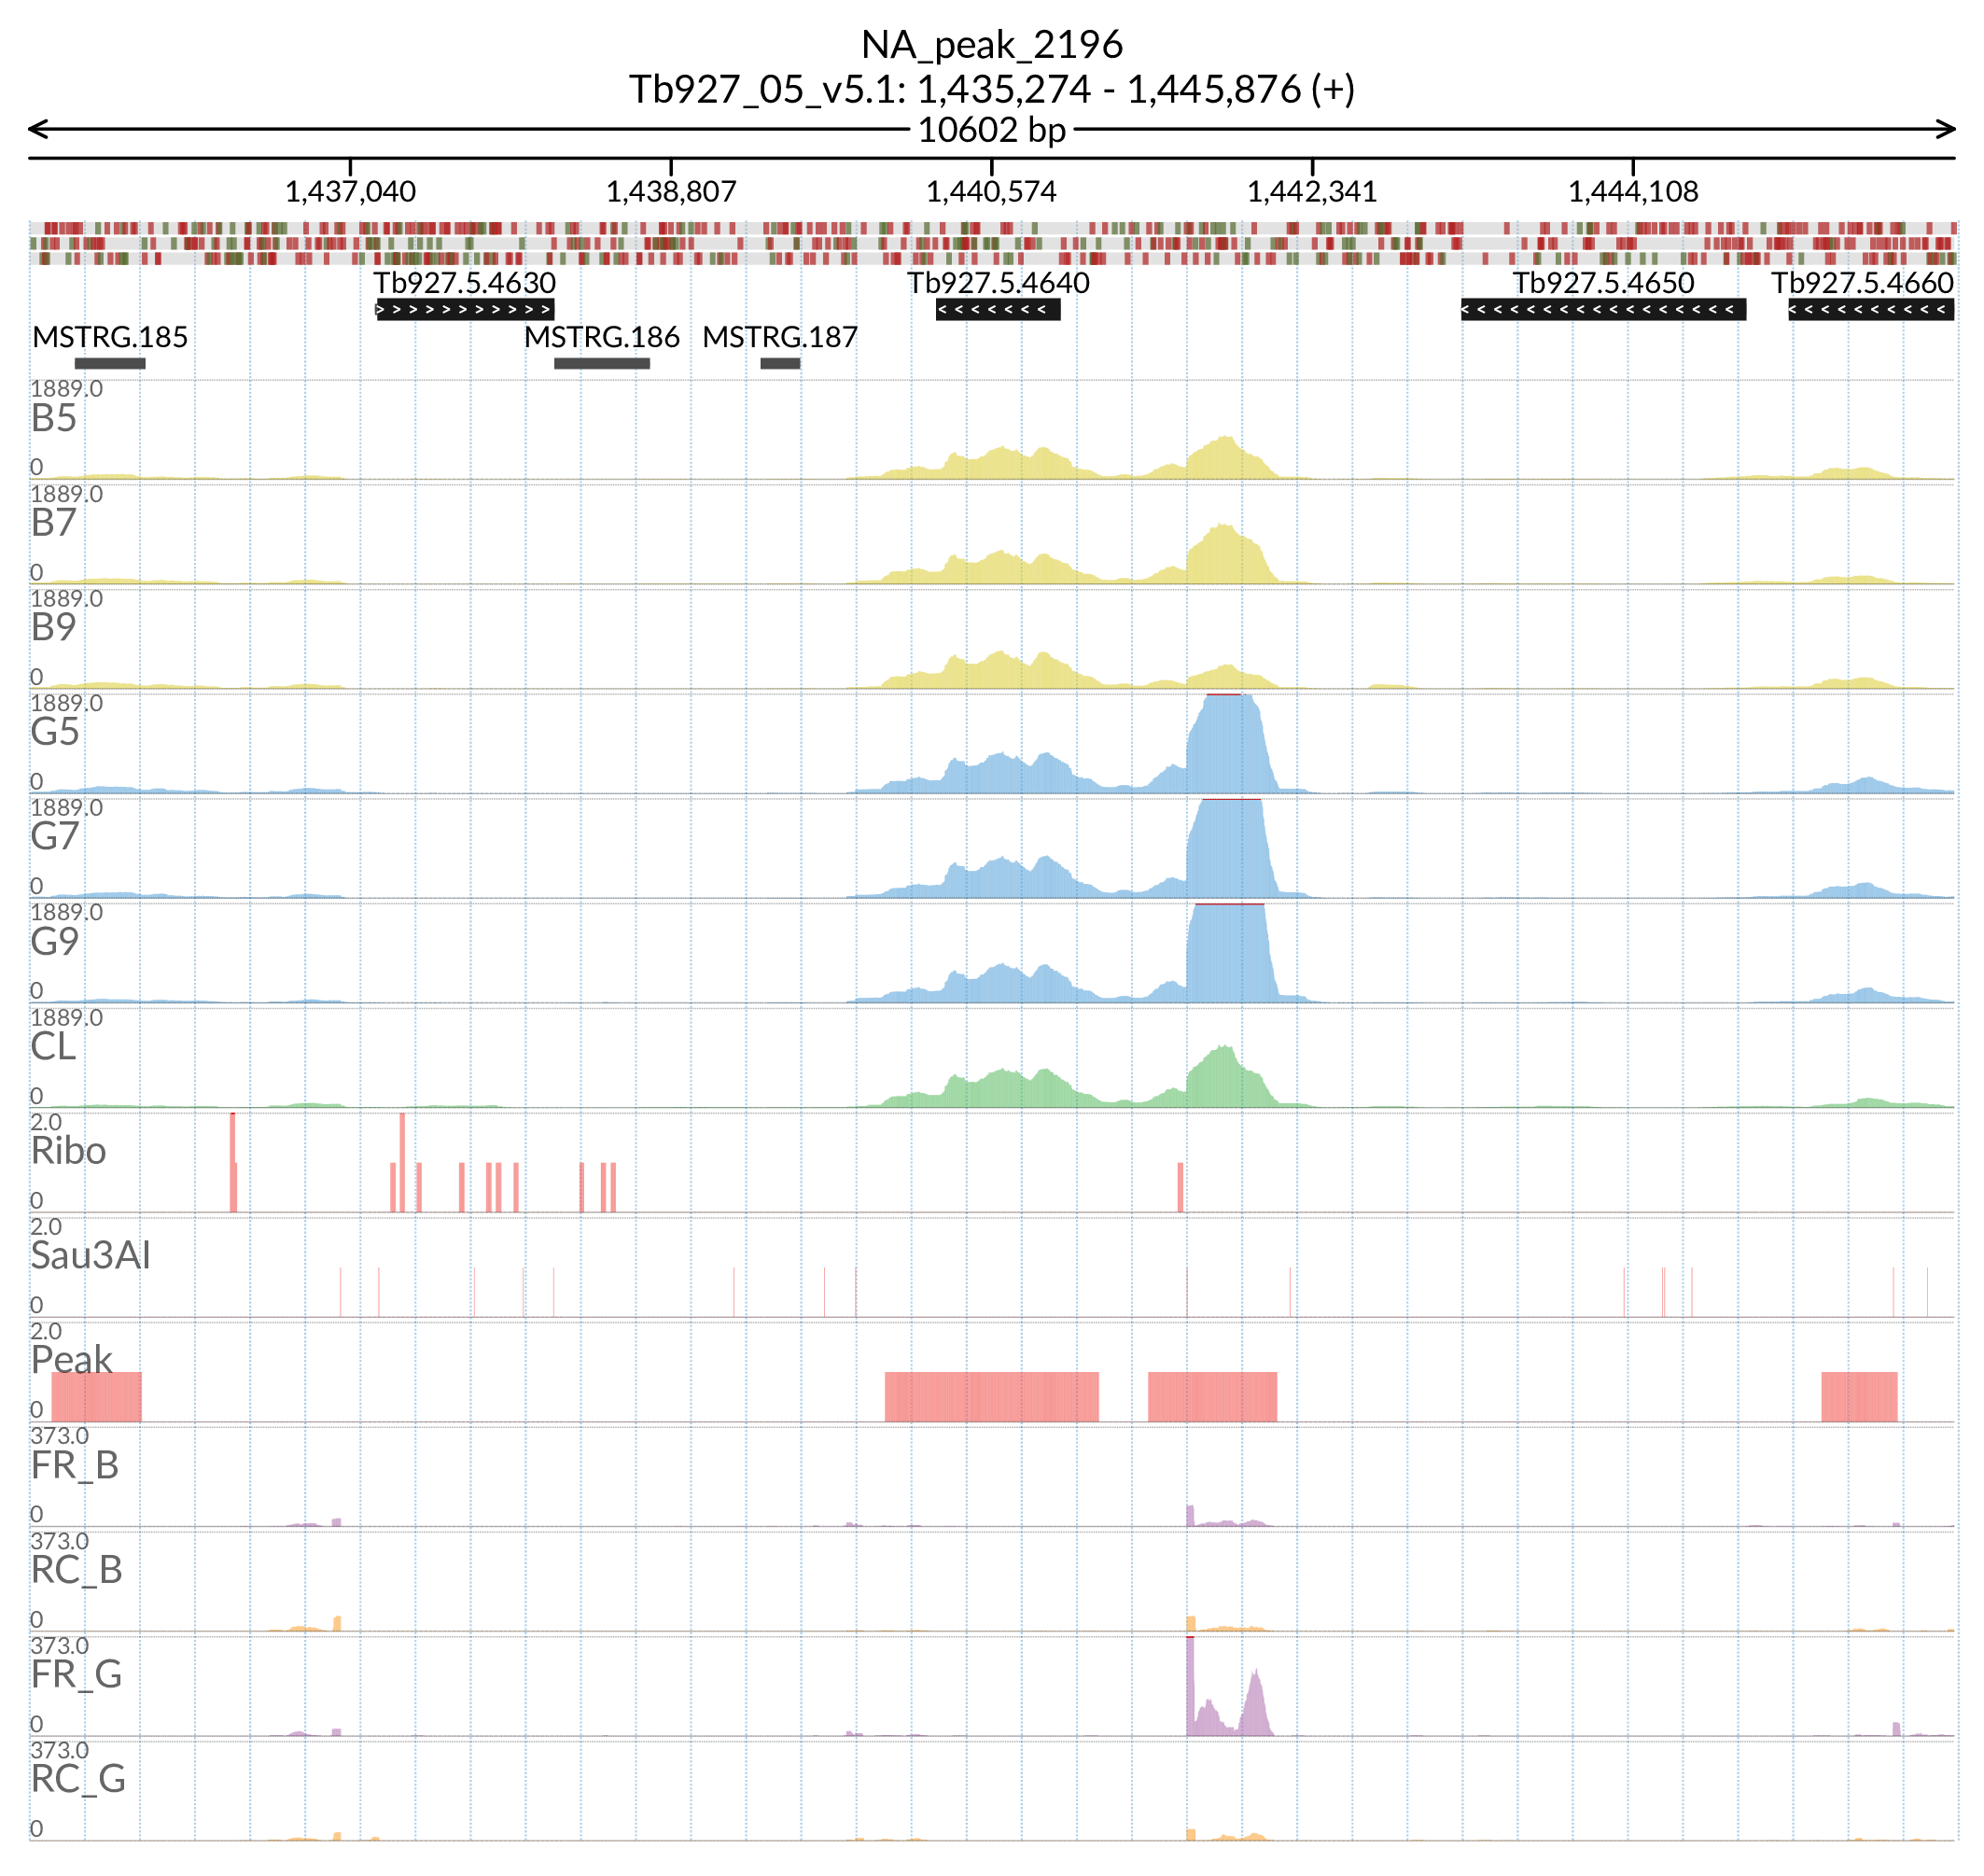 NA_peak_2196
Tb927_05_v5.1: 1,435,274 - 1,445,876 (+)
10602 bp
1,437,040 1,438,807 1,440,574 1,442,341 1,444,108
Tb927.5.4630 Tb927.5.4640 Tb927.5.4650 Tb927.5.4660
MSTRG.185 MSTRG.186 MSTRG.187
1889.0
B5
0
1889.0
B7
0
1889.0
B9
0
1889.0
G5
0
1889.0
G7
0
1889.0
G9
0
1889.0
CL
0
2.0
Ribo
0
2.0
Sau3AI
0
2.0
Peak
0
373.0
FR_B
0
373.0
RC_B
0
373.0
FR_G
0
373.0
RC_G
0